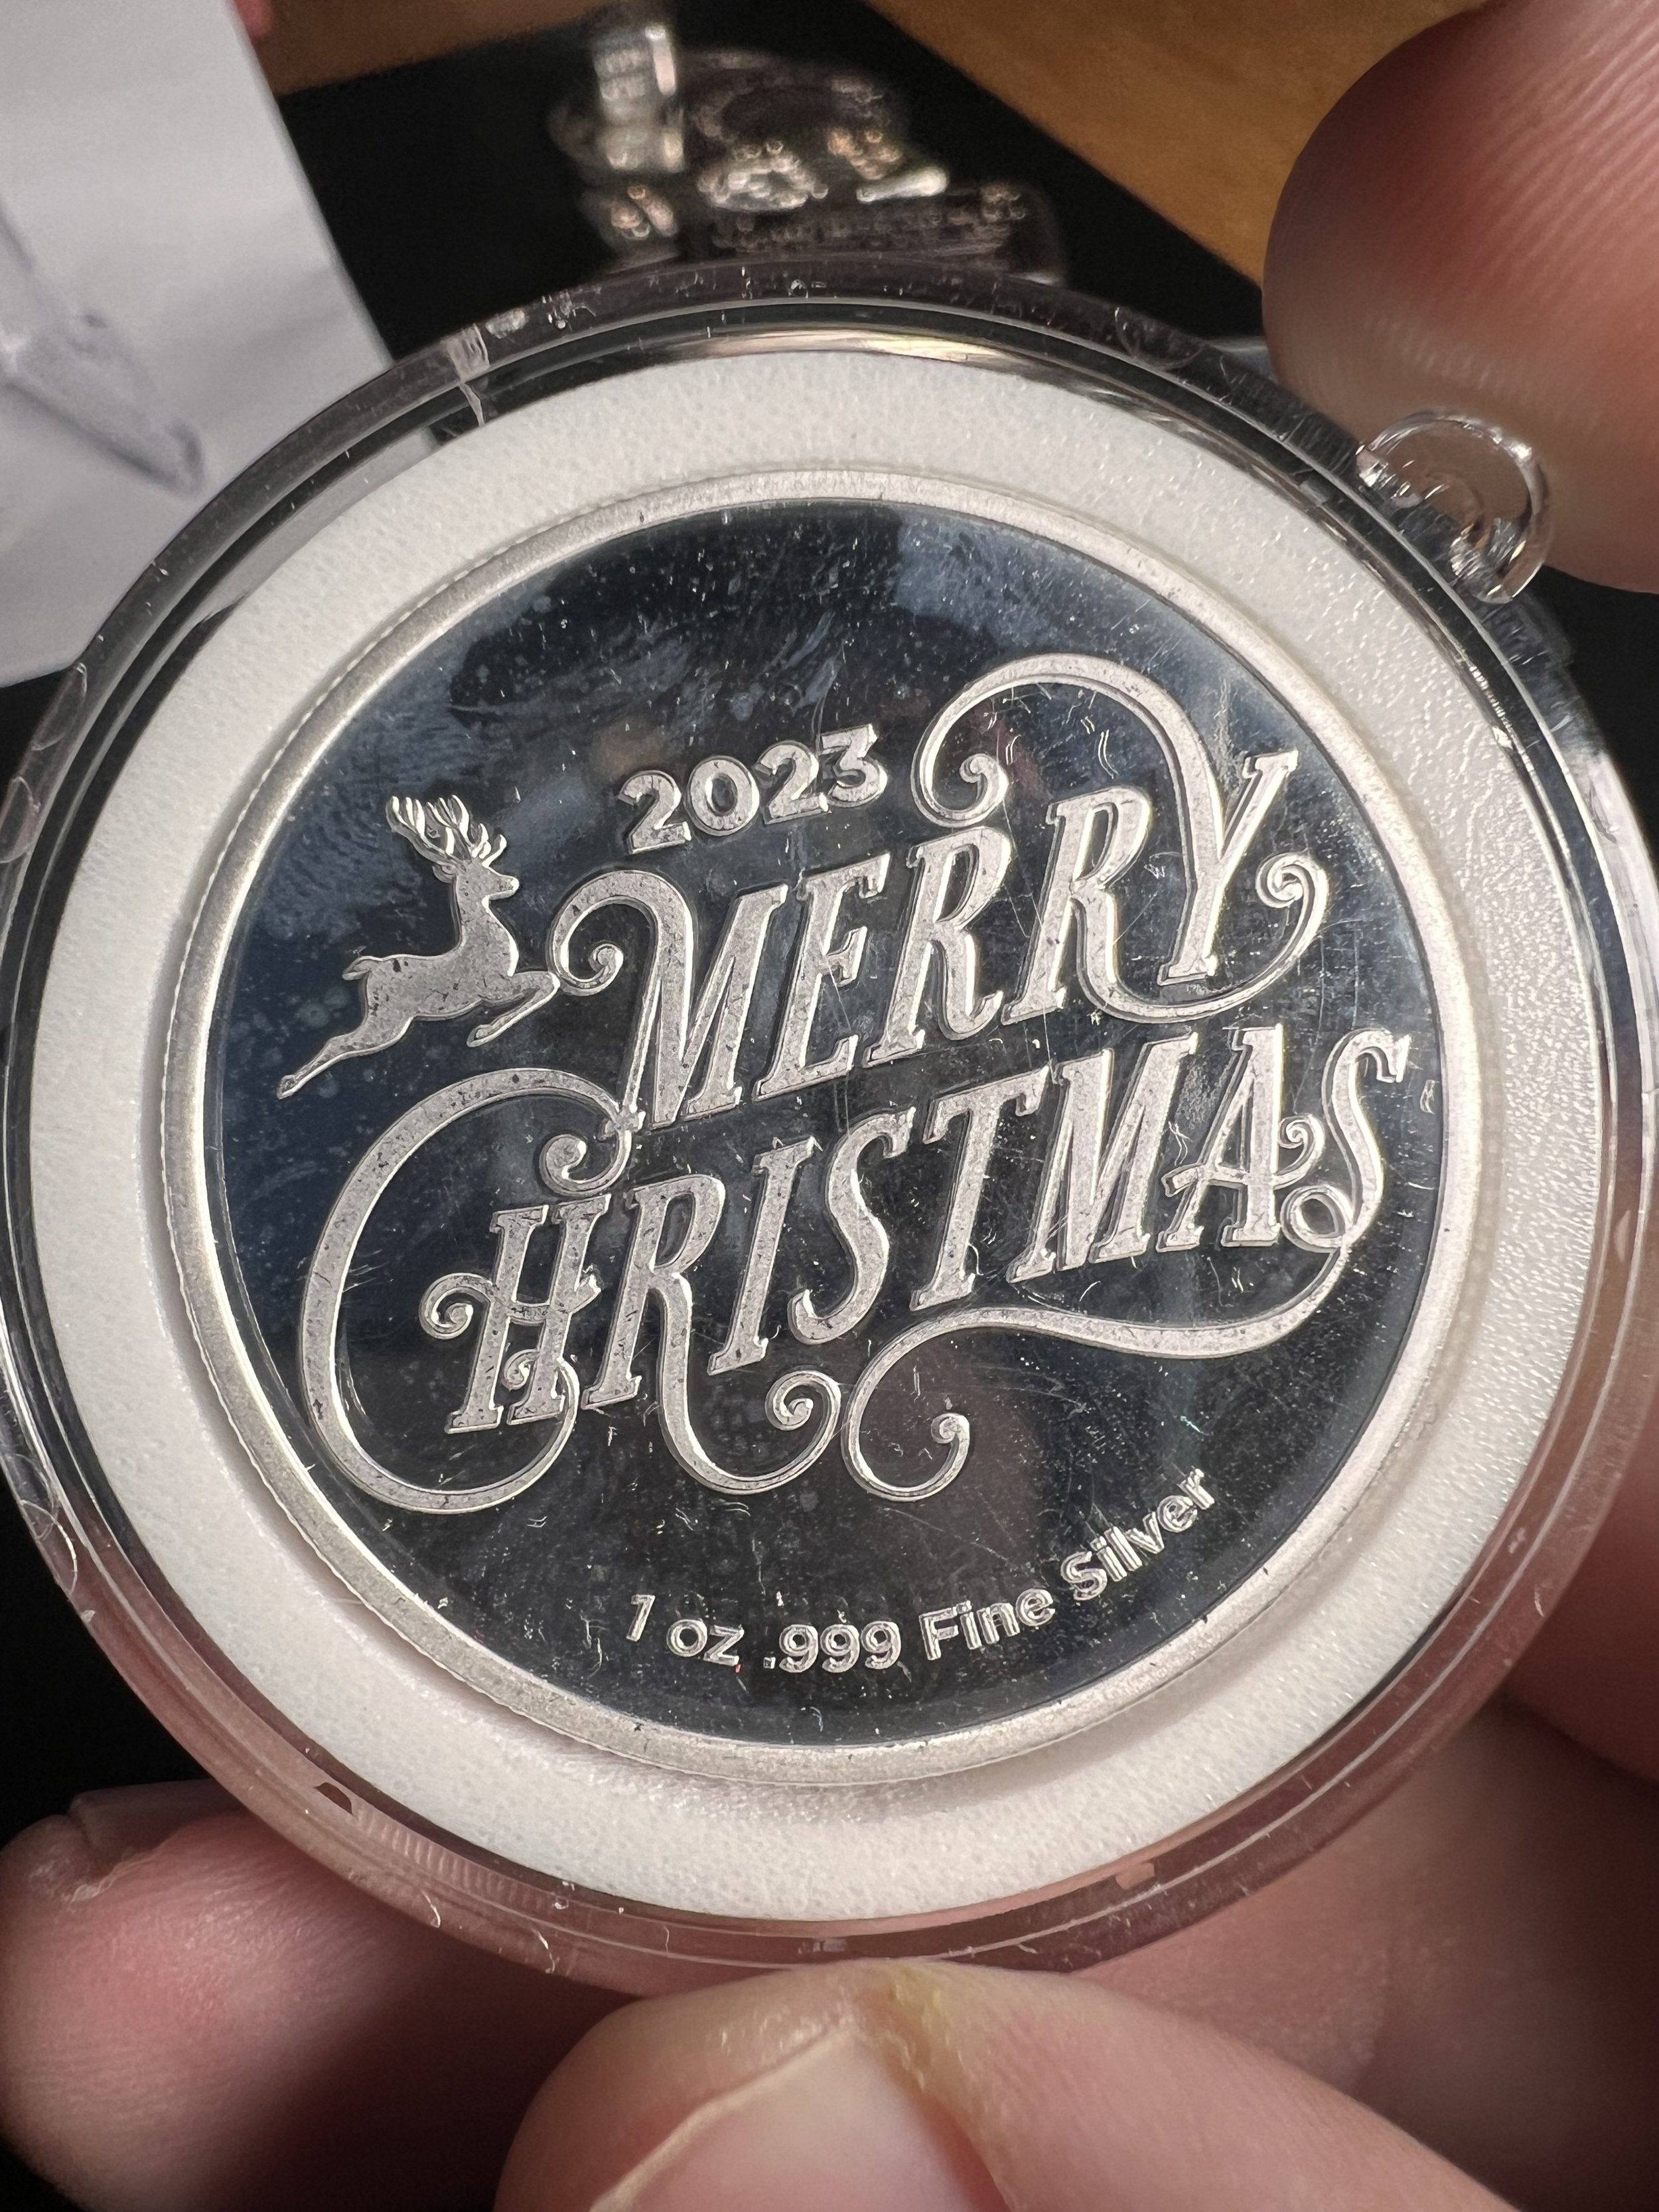 2023
MERRY
CHRISTMAS
1 oz .999 Fine Silver